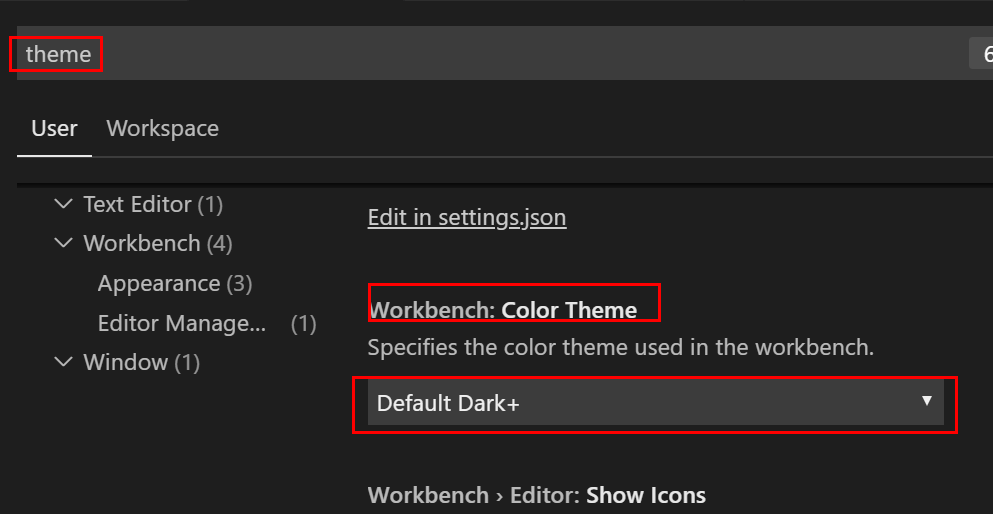 theme
6
User Workspace
Text Editor (1)
Workbench (4)
Appearance (3)
Editor Manage... (1)
Window (1)
Edit in settings.json
Workbench: Color Theme
Specifies the color theme used in the workbench.
Default Dark+
Workbench › Editor: Show Icons